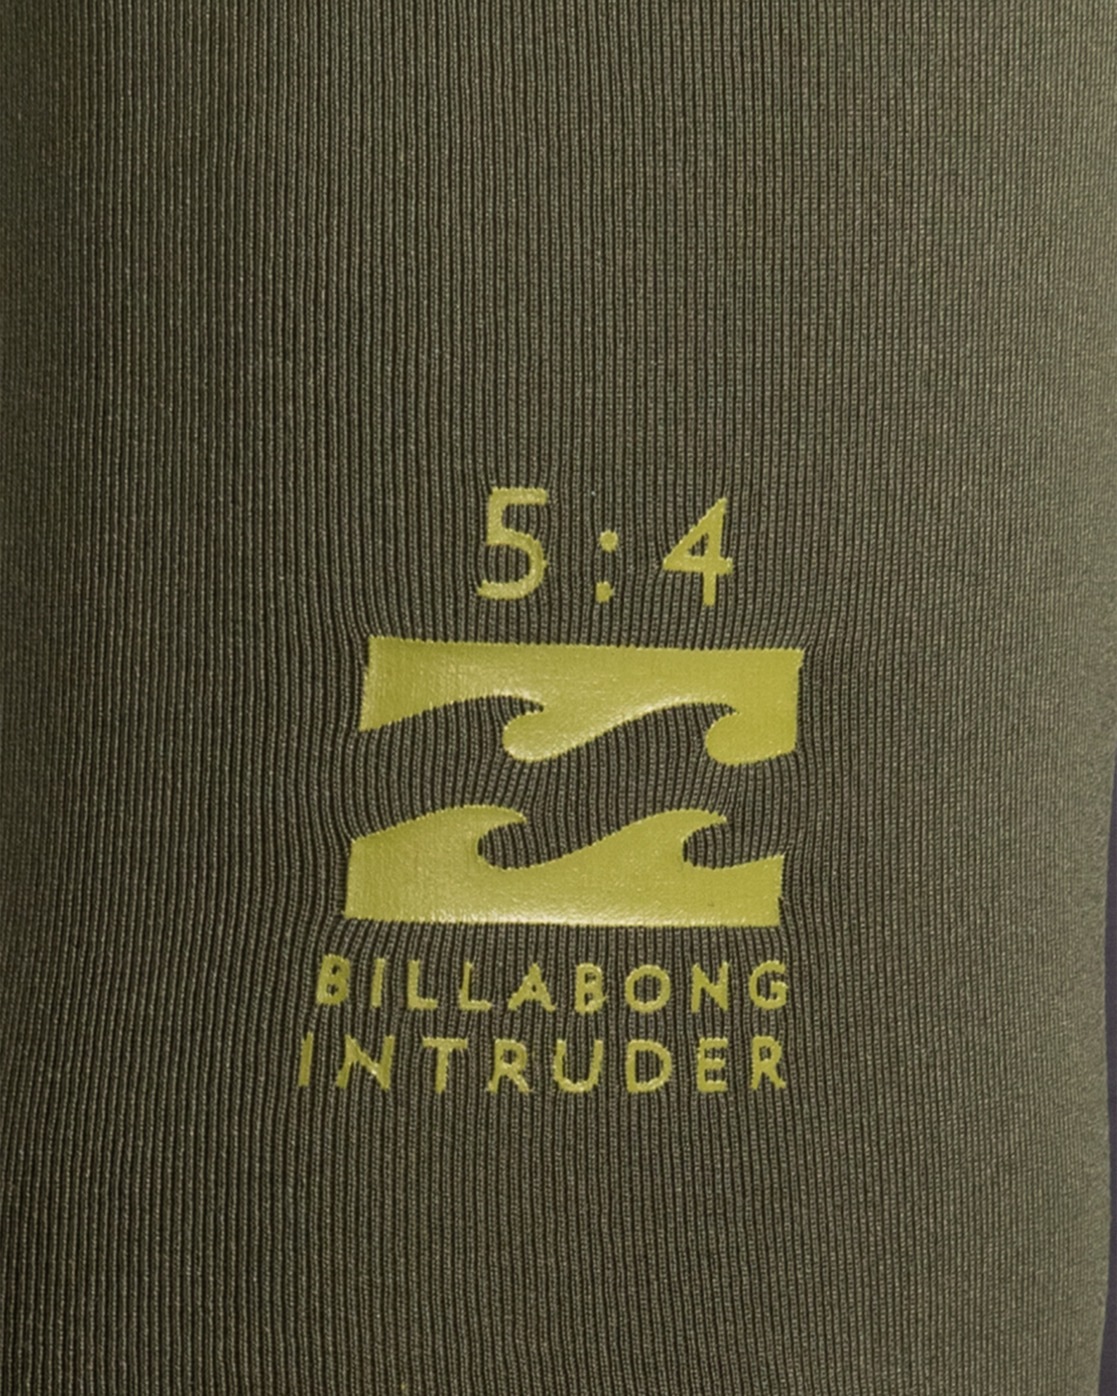 5:4
BILLABONG
INTRUDER